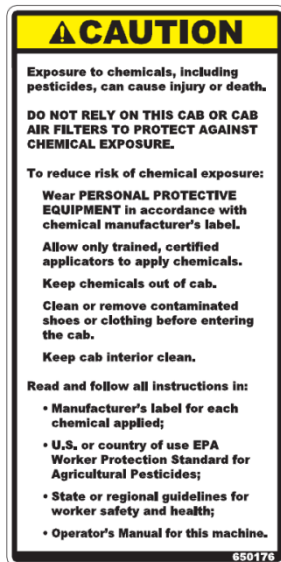 CAUTION
Exposure to chemicals, including
pesticides, can cause injury or death.
DO NOT RELY ON THIS CAB OR CAB
AIR FILTERS TO PROTECT AGAINST
CHEMICAL EXPOSURE.
To reduce risk of chemical exposure:
Wear PERSONAL PROTECTIVE
EQUIPMENT in accordance with
chemical manufacturer's label.
Allow only trained, certified
applicators to apply chemicals.
Keep chemicals out of cab.
Clean or remove contaminated
shoes or clothing before entering
the cab.
Keep cab interior clean.
Read and follow all instructions in:
• Manufacturer's label for each
chemical applied;
• U.S. or country of use EPA
Worker Protection Standard for
Agricultural Pesticides;
• State or regional guidelines for
worker safety and health;
• Operator's Manual for this machine.
650176